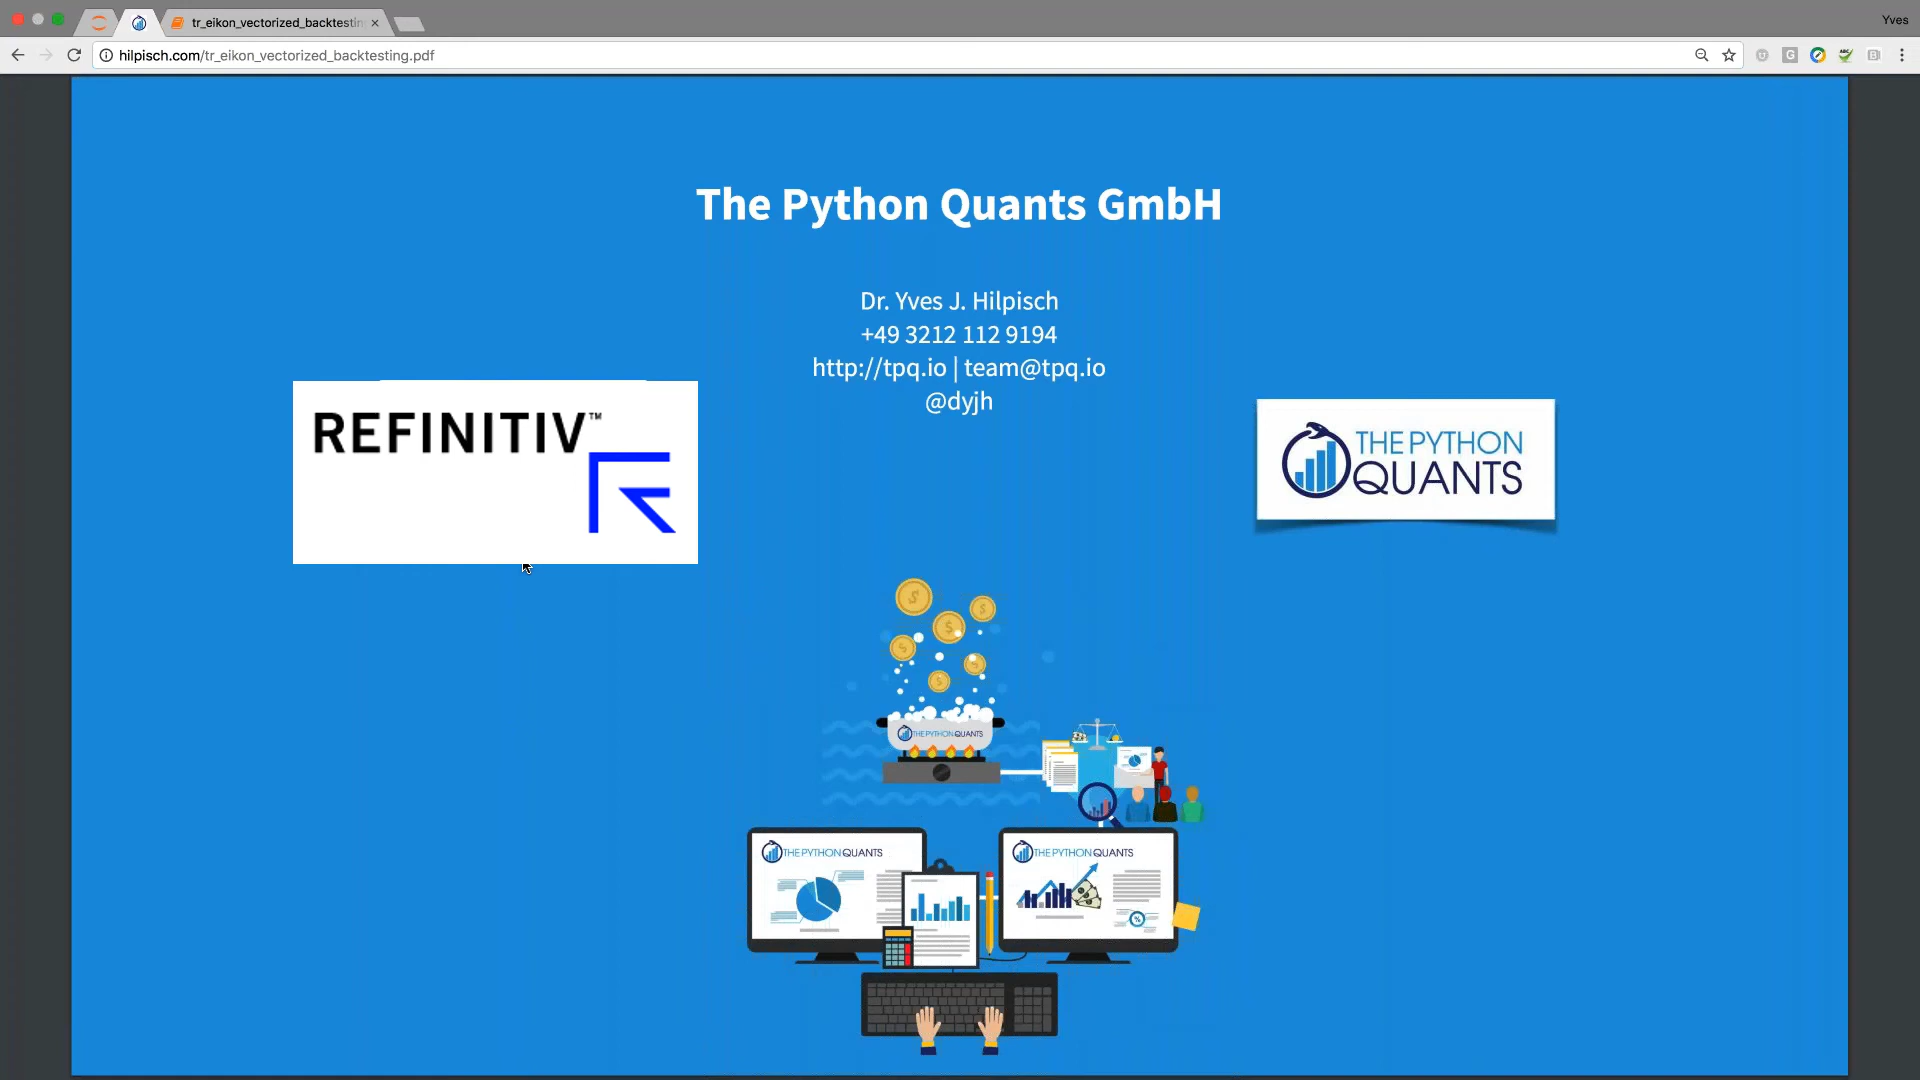 Yves
tr_eikon_vectorized_backtestin
hilpisch.com/tr_eikon_vectorized_backtesting.pdf
The Python Quants GmbH
Dr. Yves J. Hilpisch
+49 3212 112 9194
http://tpq.io | team@tpq.io
@dyjh
REFINITIV™
THE PYTHON
QUANTS
THE PYTHON QUANTS
THE PYTHON QUANTS
THE PYTHON QUANTS